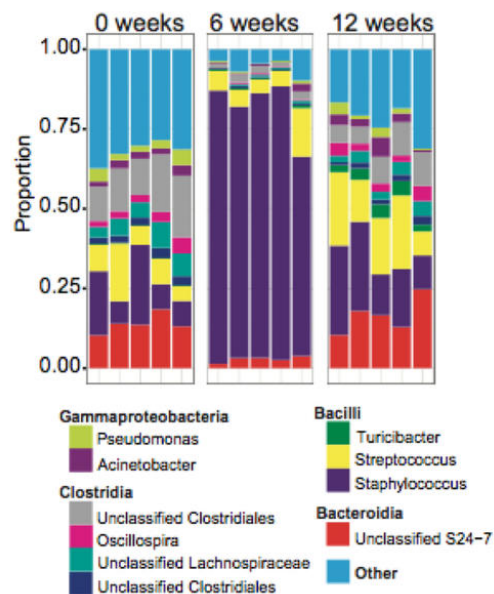 0 weeks 6 weeks 12 weeks
1.00
0.75
0.50
0.25
0.00
Proportion
Gammaproteobacteria
Pseudomonas
Acinetobacter
Clostridia
Unclassified Clostridiales
Oscillospira
Unclassified Lachnospiraceae
Unclassified Clostridiales
Bacilli
Turicibacter
Streptococcus
Staphylococcus
Bacteroidia
Unclassified S24-7
Other